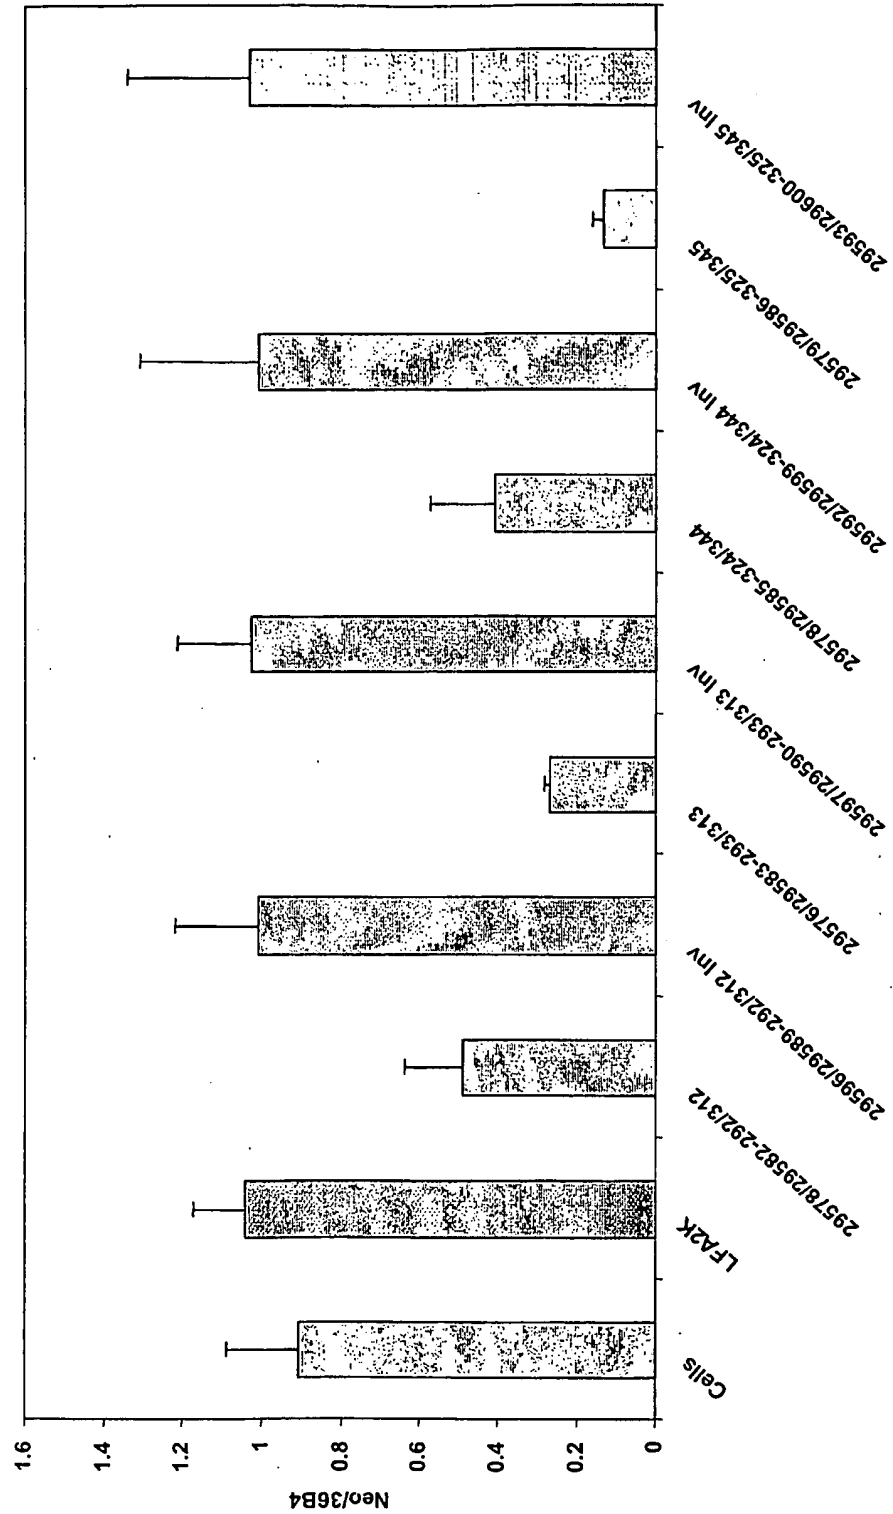 Neo/36B4
1.6
1.4
1.2
1
0.8
0.6
0.4
0.2
0
Cells
LFA2K
29578/29582-292/312
29596/29589-292/312 Inv
29576/29583-293/313
29597/29590-293/313 Inv
29578/29585-324/344
29592/29599-324/344 Inv
29579/29586-325/345
29593/29600-325/345 Inv